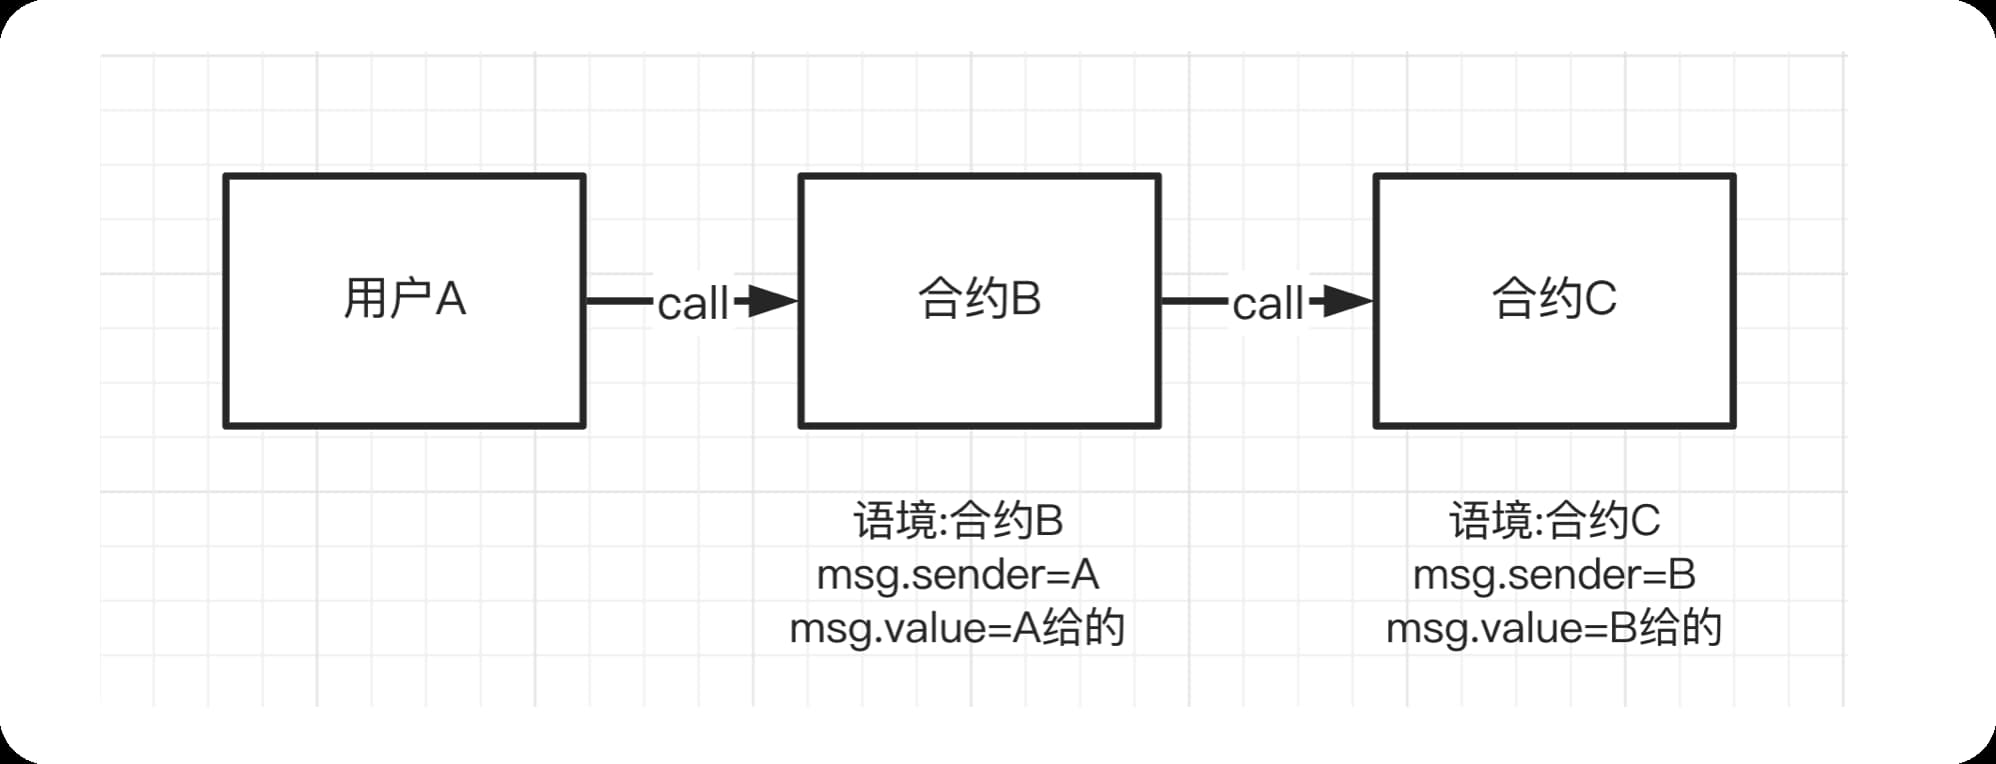 用户A
call
合约B
call
合约C
语境:合约B
msg.sender=A
msg.value=A给的
语境:合约C
msg.sender=B
msg.value=B给的